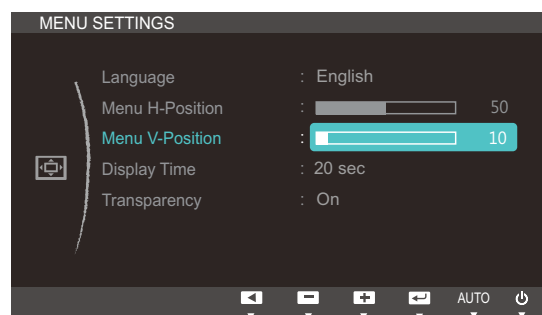 MENU SETTINGS
Language : English
Menu H-Position : 50
Menu V-Position : 10
Display Time : 20 sec
Transparency : On
AUTO